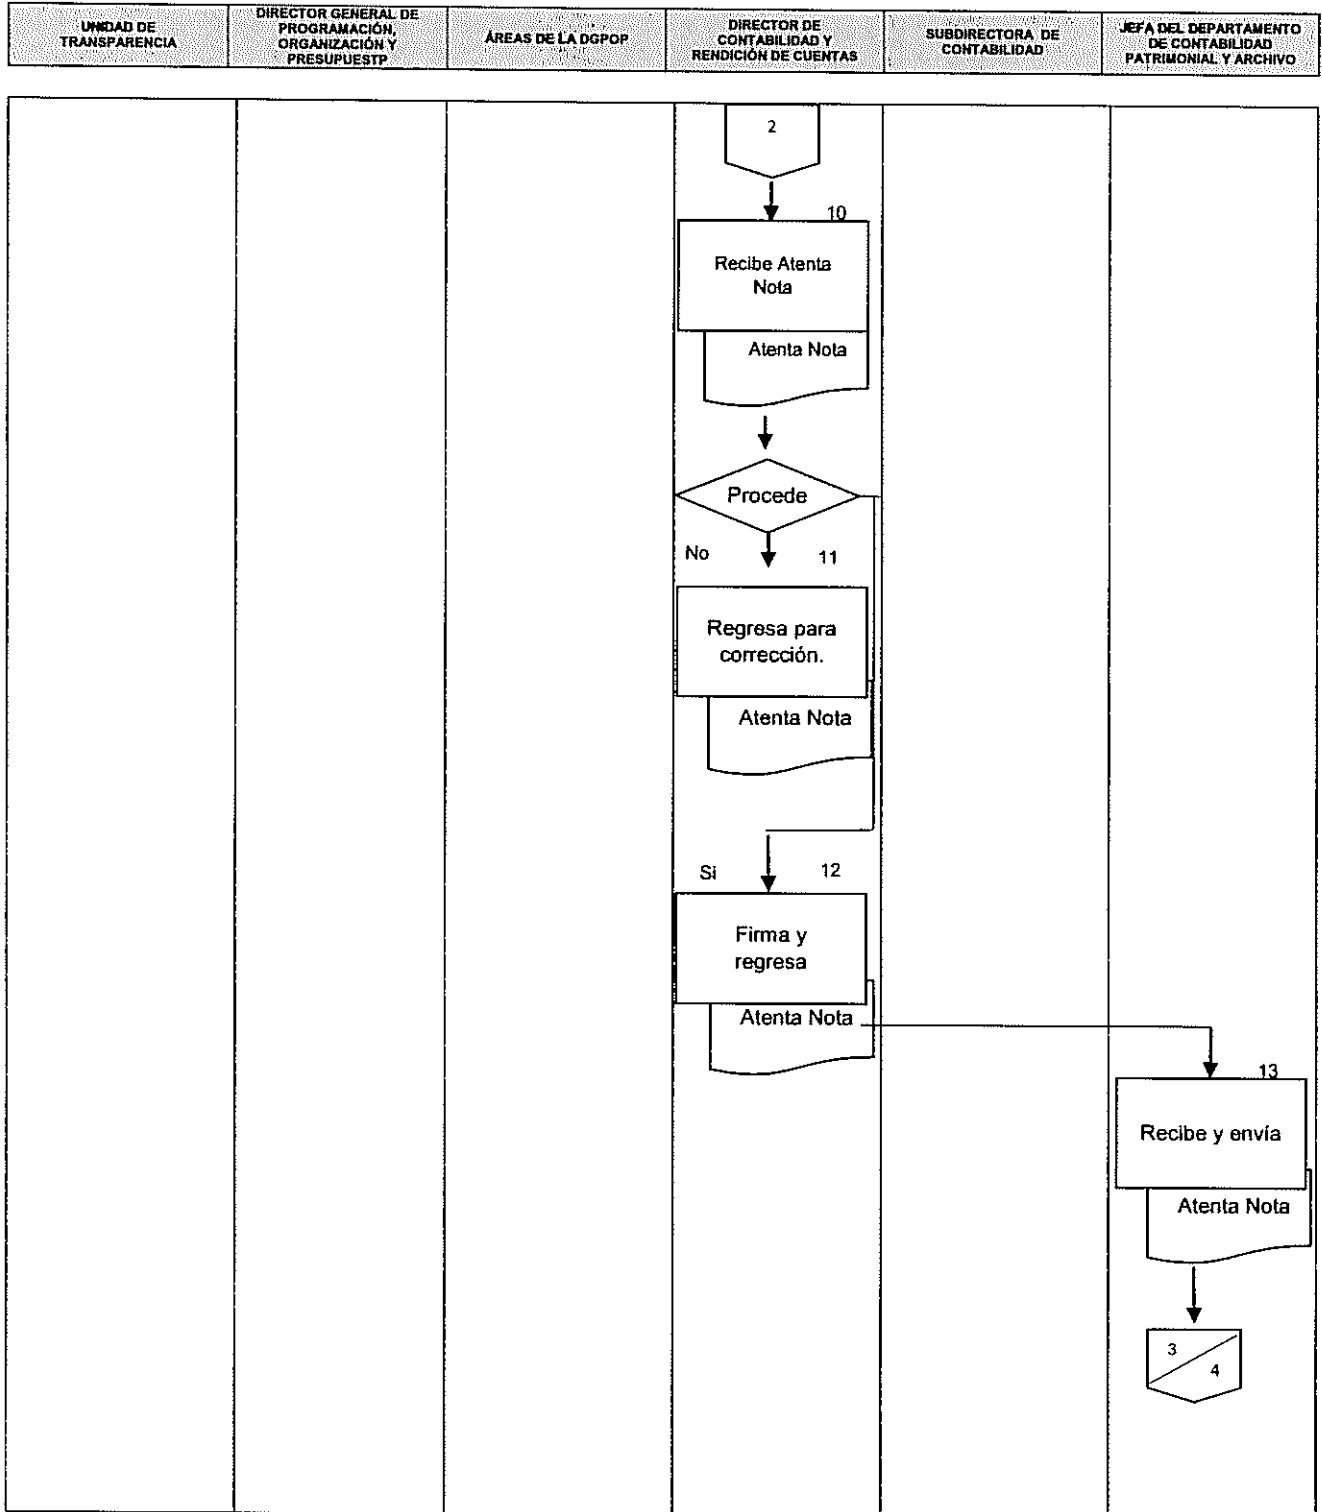 UNIDAD DE
TRANSPARENCIA
DIRECTOR GENERAL DE
PROGRAMACIÓN,
ORGANIZACIÓN Y
PRESUPUESTP
ÁREAS DE LA DGPOP
DIRECTOR DE
CONTABILIDAD Y
RENDICIÓN DE CUENTAS
SUBDIRECTORA DE
CONTABILIDAD
JEFA DEL DEPARTAMENTO
DE CONTABILIDAD
PATRIMONIAL Y ARCHIVO
2
10
Recibe Atenta
Nota
Atenta Nota
Procede
No
11
Regresa para
corrección.
Atenta Nota
Si
12
Firma y
regresa
Atenta Nota
13
Recibe y envía
Atenta Nota
3
4